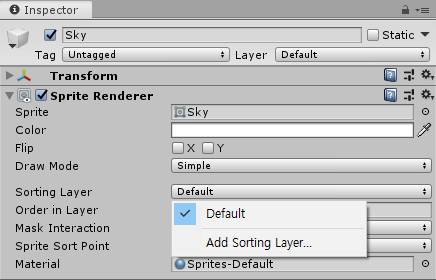 Inspector
Sky
Static
Tag Untagged Layer Default
Transform
Sprite Renderer
Sprite Sky
Color
Flip X Y
Draw Mode Simple
Sorting Layer Default
Order in Layer Default
Mask Interaction
Sprite Sort Point Add Sorting Layer...
Material Sprites-Default